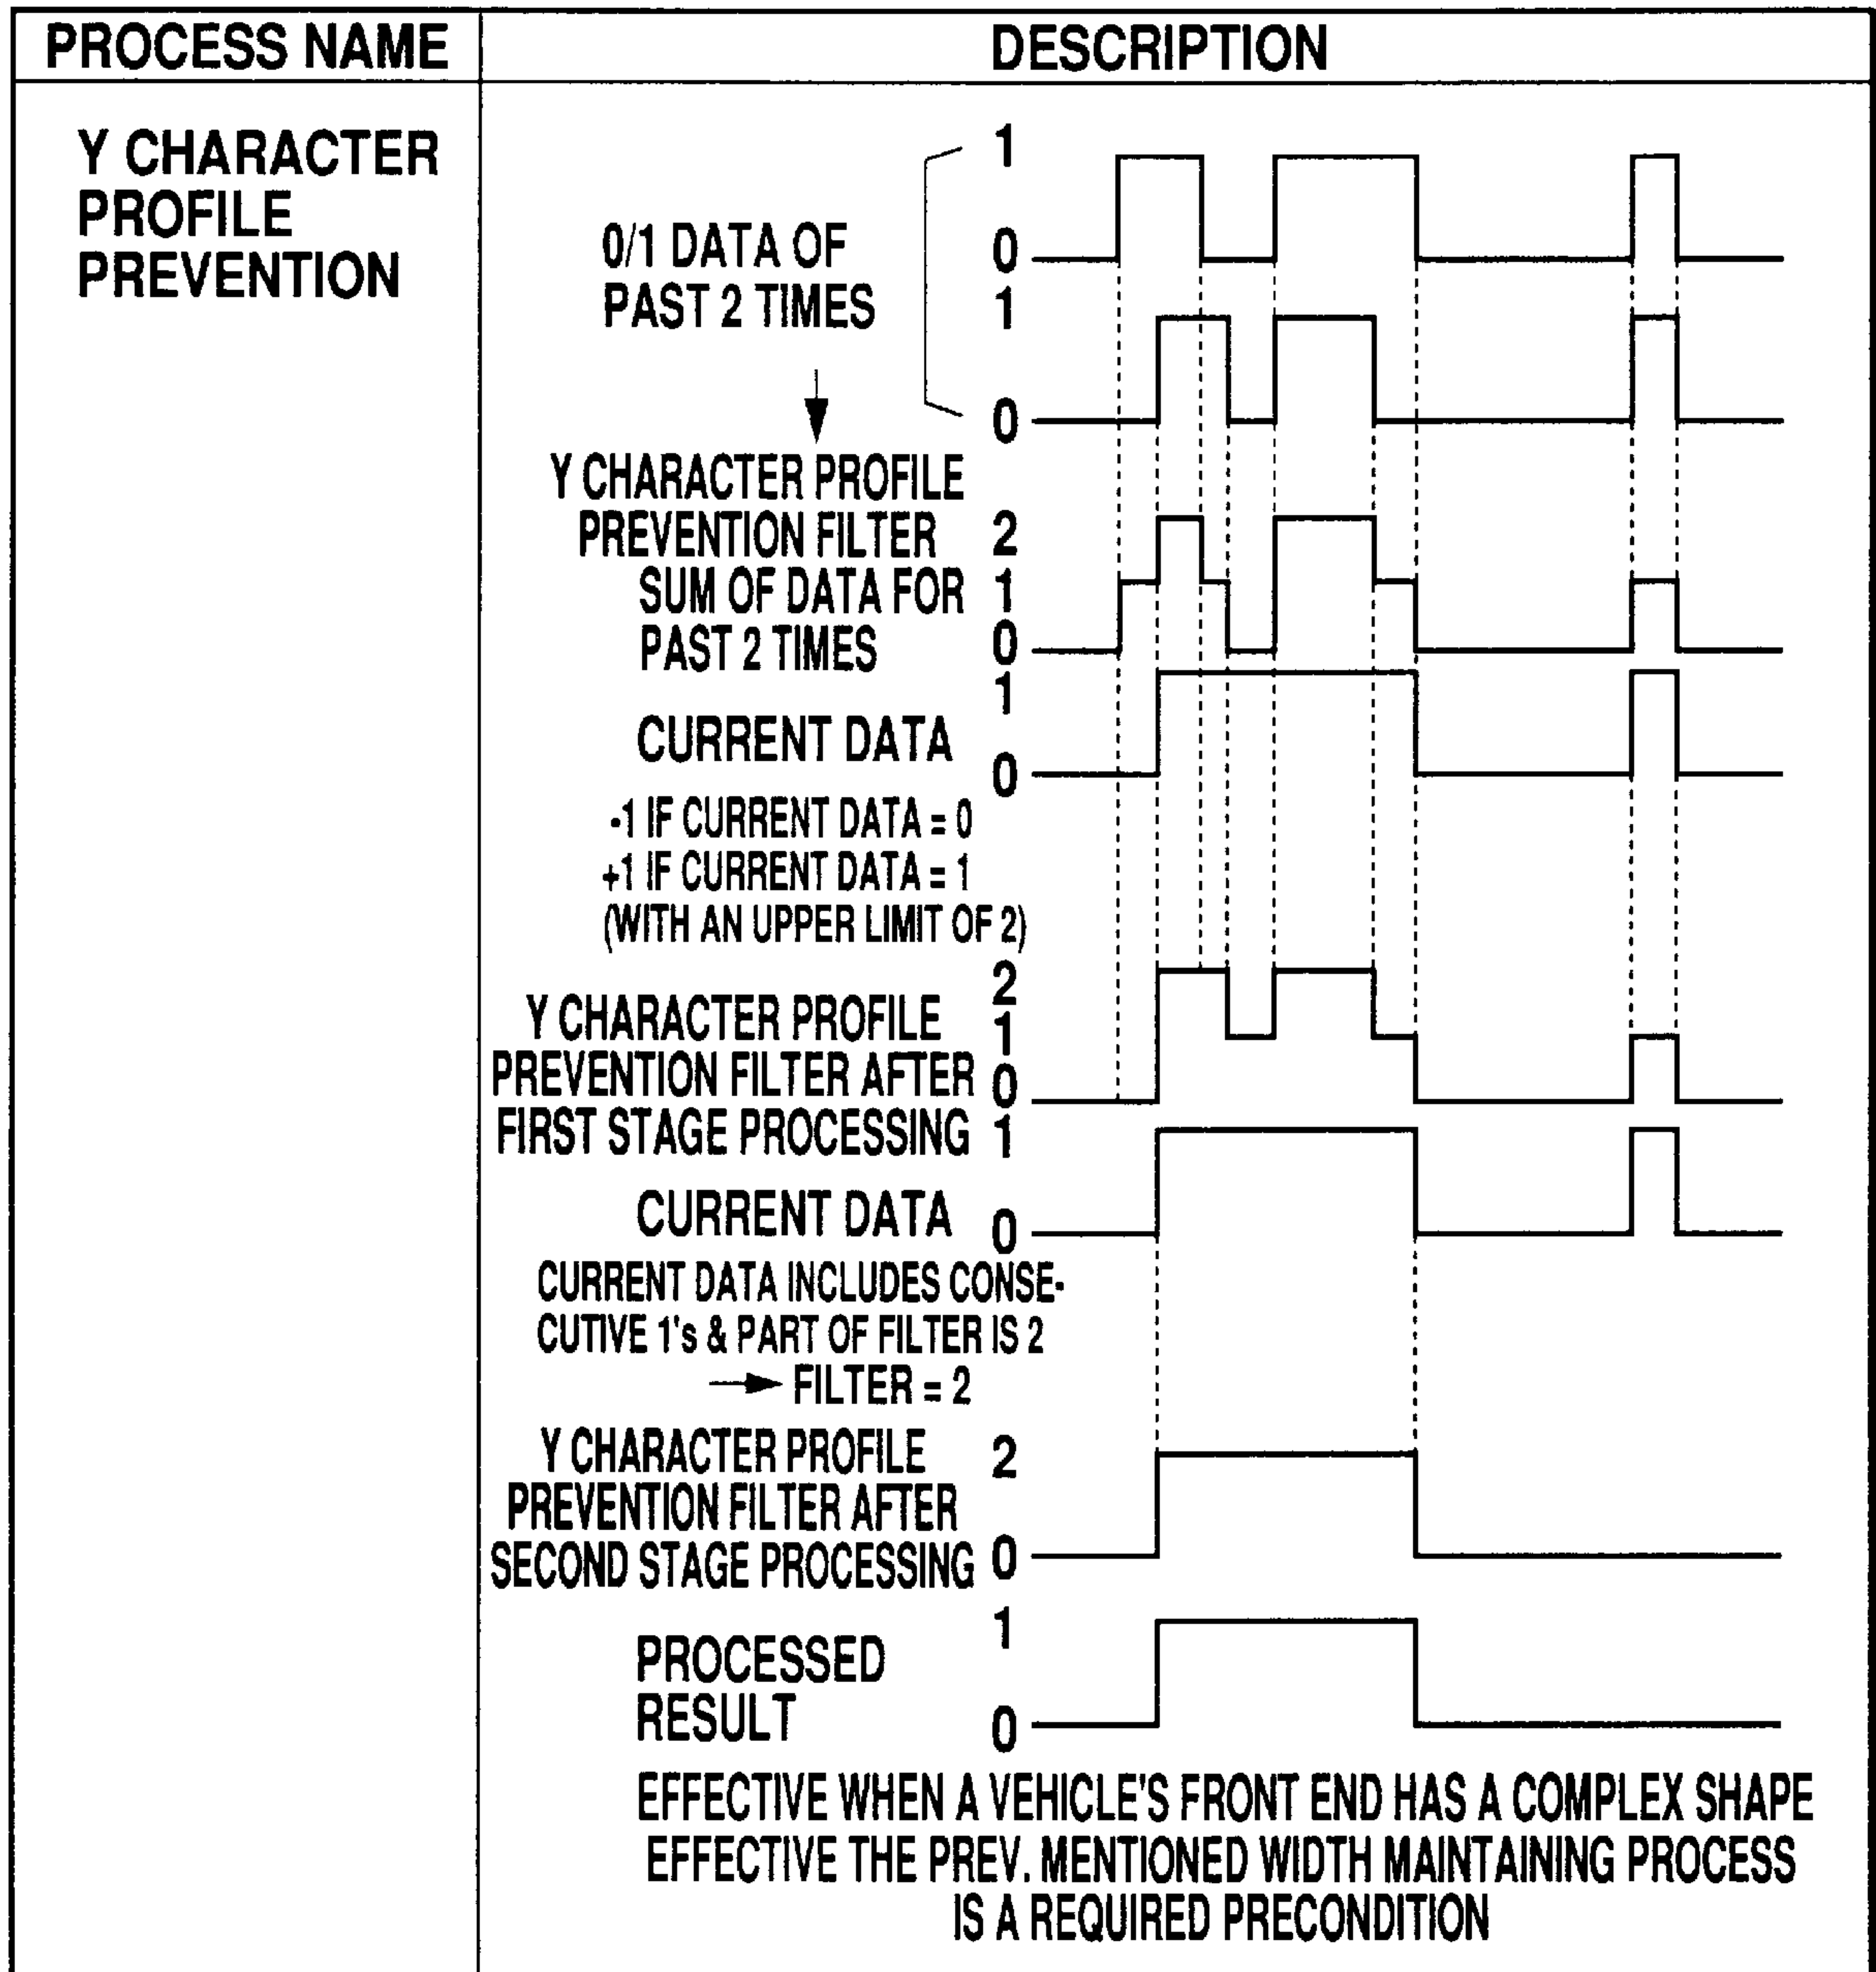 PROCESS NAME
DESCRIPTION
Y CHARACTER
PROFILE
PREVENTION
0/1 DATA OF
PAST 2 TIMES
1
0
1
0
Y CHARACTER PROFILE
PREVENTION FILTER
SUM OF DATA FOR
PAST 2 TIMES
2
1
0
CURRENT DATA
1
0
-1 IF CURRENT DATA = 0
+1 IF CURRENT DATA = 1
(WITH AN UPPER LIMIT OF 2)
Y CHARACTER PROFILE
PREVENTION FILTER AFTER
FIRST STAGE PROCESSING
2
1
0
CURRENT DATA
1
0
CURRENT DATA INCLUDES CONSE-
CUTIVE 1's & PART OF FILTER IS 2
→ FILTER = 2
Y CHARACTER PROFILE
PREVENTION FILTER AFTER
SECOND STAGE PROCESSING
2
0
PROCESSED
RESULT
1
0
EFFECTIVE WHEN A VEHICLE'S FRONT END HAS A COMPLEX SHAPE
EFFECTIVE THE PREV. MENTIONED WIDTH MAINTAINING PROCESS
IS A REQUIRED PRECONDITION